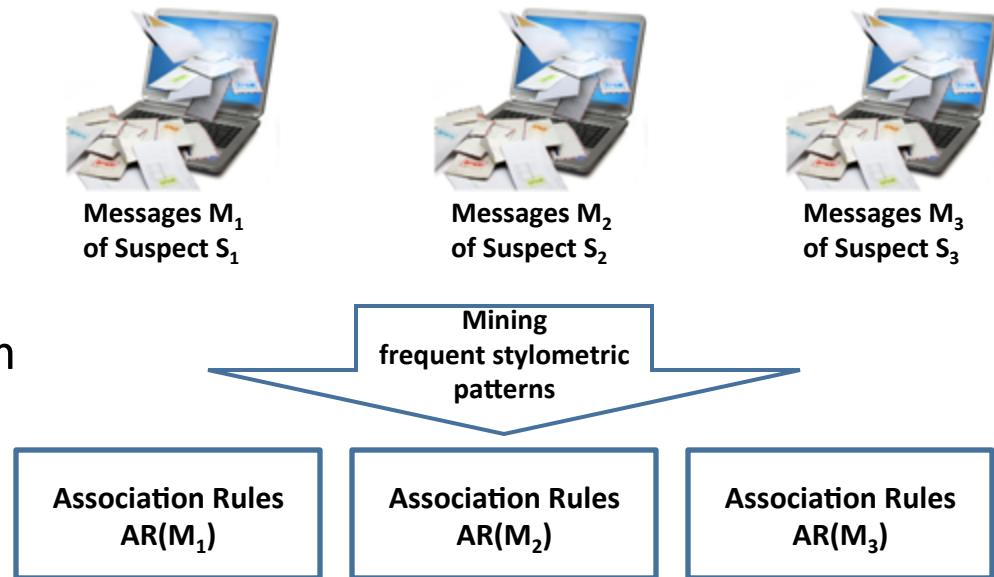 Messages M₁
of Suspect S₁
Messages M₂
of Suspect S₂
Messages M₃
of Suspect S₃
Mining
frequent stylometric
patterns
Association Rules
AR(M₁)
Association Rules
AR(M₂)
Association Rules
AR(M₃)